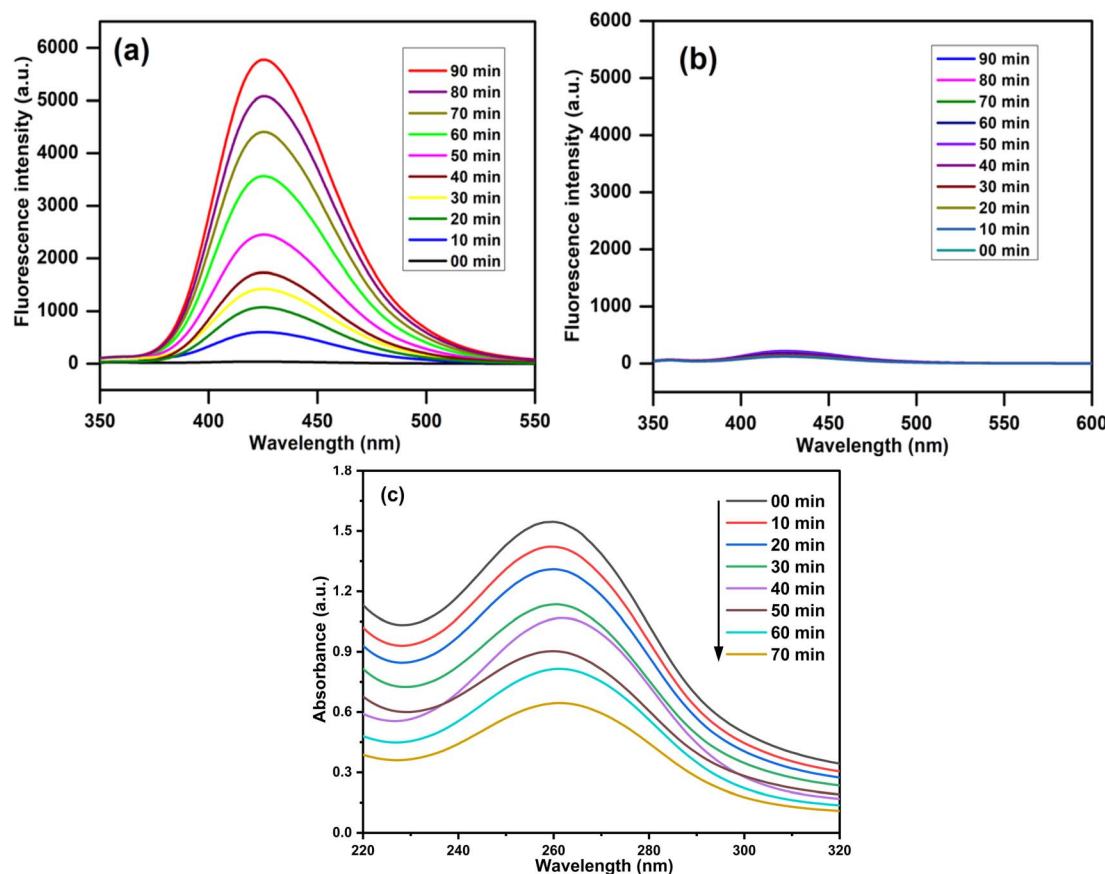 (a)
6000
5000
4000
3000
2000
1000
0
Fluorescence intensity (a.u.)
90 min
80 min
70 min
60 min
50 min
40 min
30 min
20 min
10 min
00 min
350 400 450 500 550
Wavelength (nm)
(b)
6000
5000
4000
3000
2000
1000
0
Fluorescence intensity (a.u.)
90 min
80 min
70 min
60 min
50 min
40 min
30 min
20 min
10 min
00 min
350 400 450 500 550 600
Wavelength (nm)
(c)
1.8
1.5
1.2
0.9
0.6
0.3
0.0
Absorbance (a.u.)
00 min
10 min
20 min
30 min
40 min
50 min
60 min
70 min
220 240 260 280 300 320
Wavelength (nm)